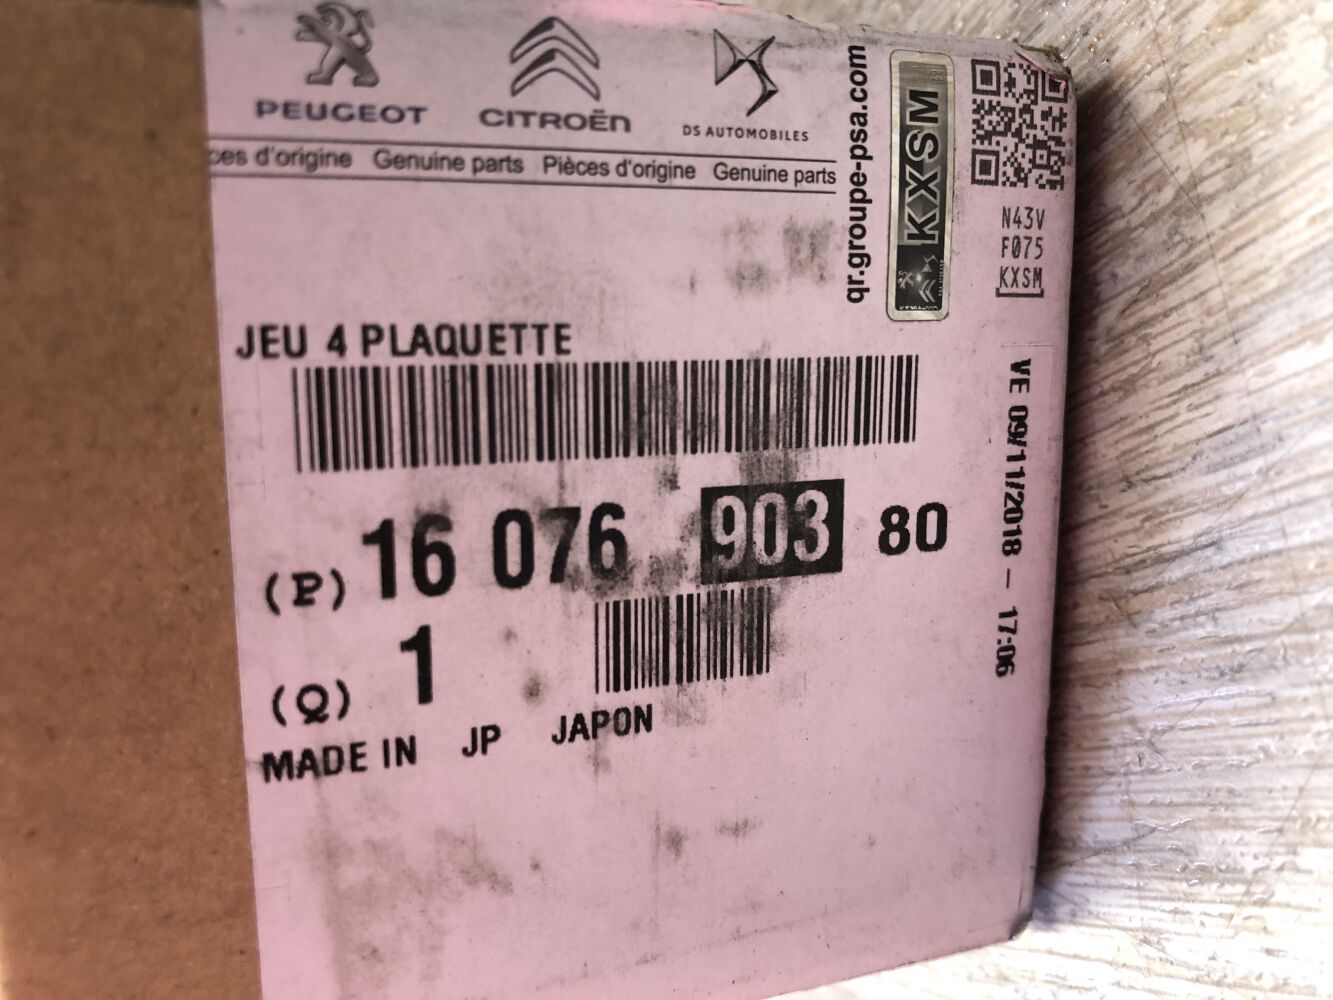 PEUGEOT CITROËN DS AUTOMOBILES
ces d'origine Genuine parts Pièces d'origine Genuine parts
qr.groupe-psa.com
KXSM
N43V
F075
KXSM
JEU 4 PLAQUETTE
(P) 16 076 903 80
(Q) 1
MADE IN JP JAPON
VE 09/11/2018 - 17:06